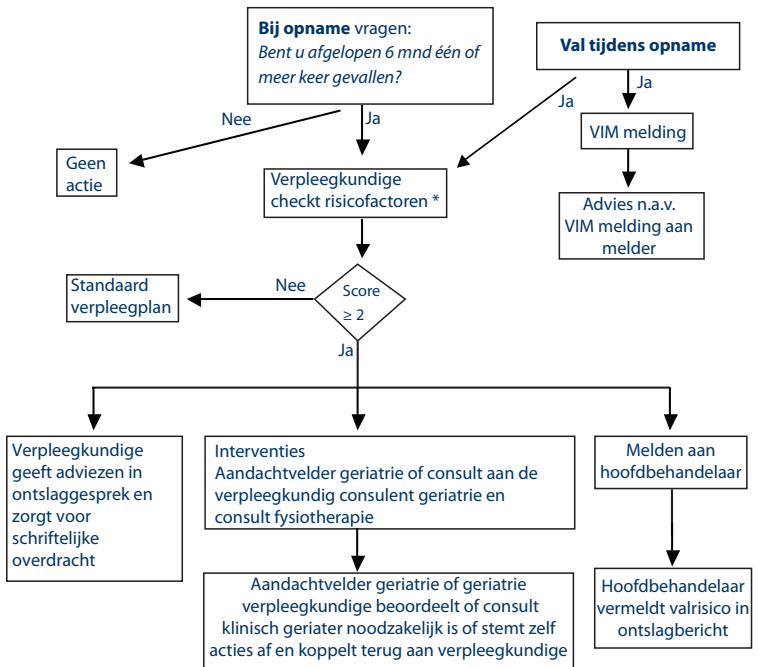 Bij opname vragen:
Bent u afgelopen 6 mnd één of
meer keer gevallen?
Val tijdens opname
Nee
Ja
Ja
Ja
Geen
actie
VIM melding
Verpleegkundige
checkt risicofactoren *
Advies n.a.v.
VIM melding aan
melder
Standaard
verpleegplan
Nee
Score
≥ 2
Ja
Verpleegkundige
geeft adviezen in
ontslaggesprek en
zorgt voor
schriftelijke
overdracht
Interventies
Aandachtvelder geriatrie of consult aan de
verpleegkundig consulent geriatrie en
consult fysiotherapie
Melden aan
hoofdbehandelaar
Aandachtvelder geriatrie of geriatrie
verpleegkundige beoordeelt of consult
klinisch geriater noodzakelijk is of stemt zelf
acties af en koppelt terug aan verpleegkundige
Hoofdbehandelaar
vermeldt valrisico in
ontslagbericht